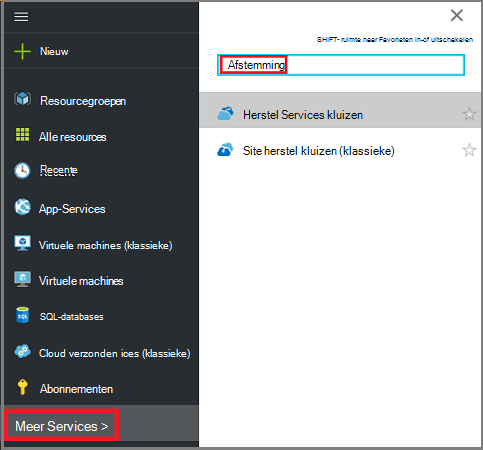 Nieuw
Resourcegroepen
Alle resources
Recente
App-Services
Virtuele machines (klassieke)
Virtuele machines
SQL-databases
Cloud verzonden ices (klassieke)
Abonnementen
Meer Services >
SHIFT- ruimte naar Favorieten in-of uitschakelen
Afstemming
Herstel Services kluizen
Site herstel kluizen (klassieke)